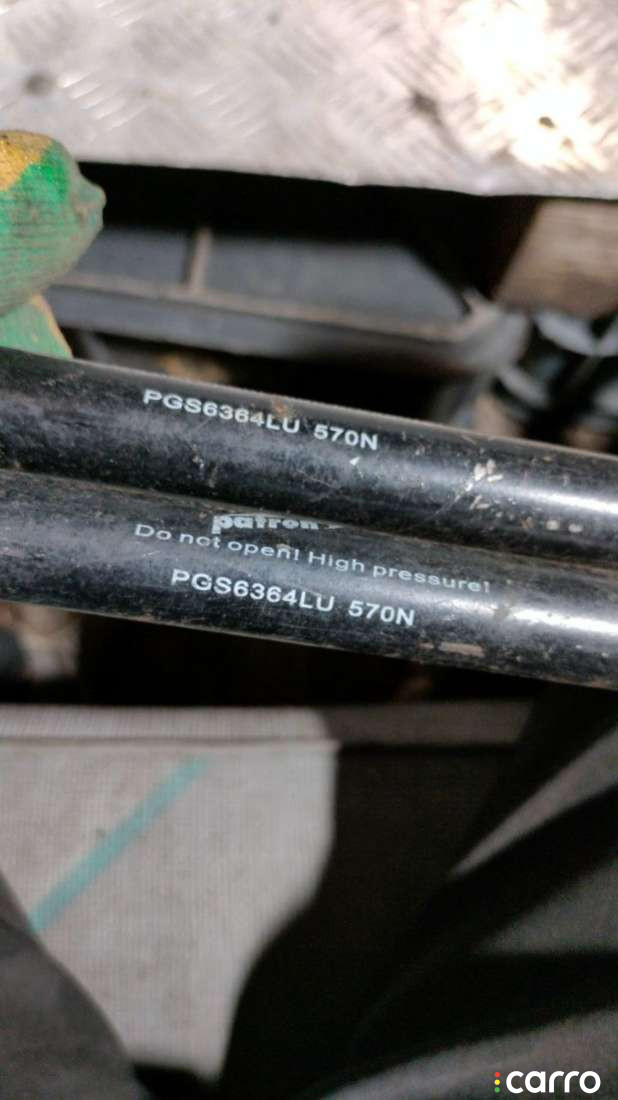 PGS6364LU 570N
patron
Do not open! High pressure!
PGS6364LU 570N
carro